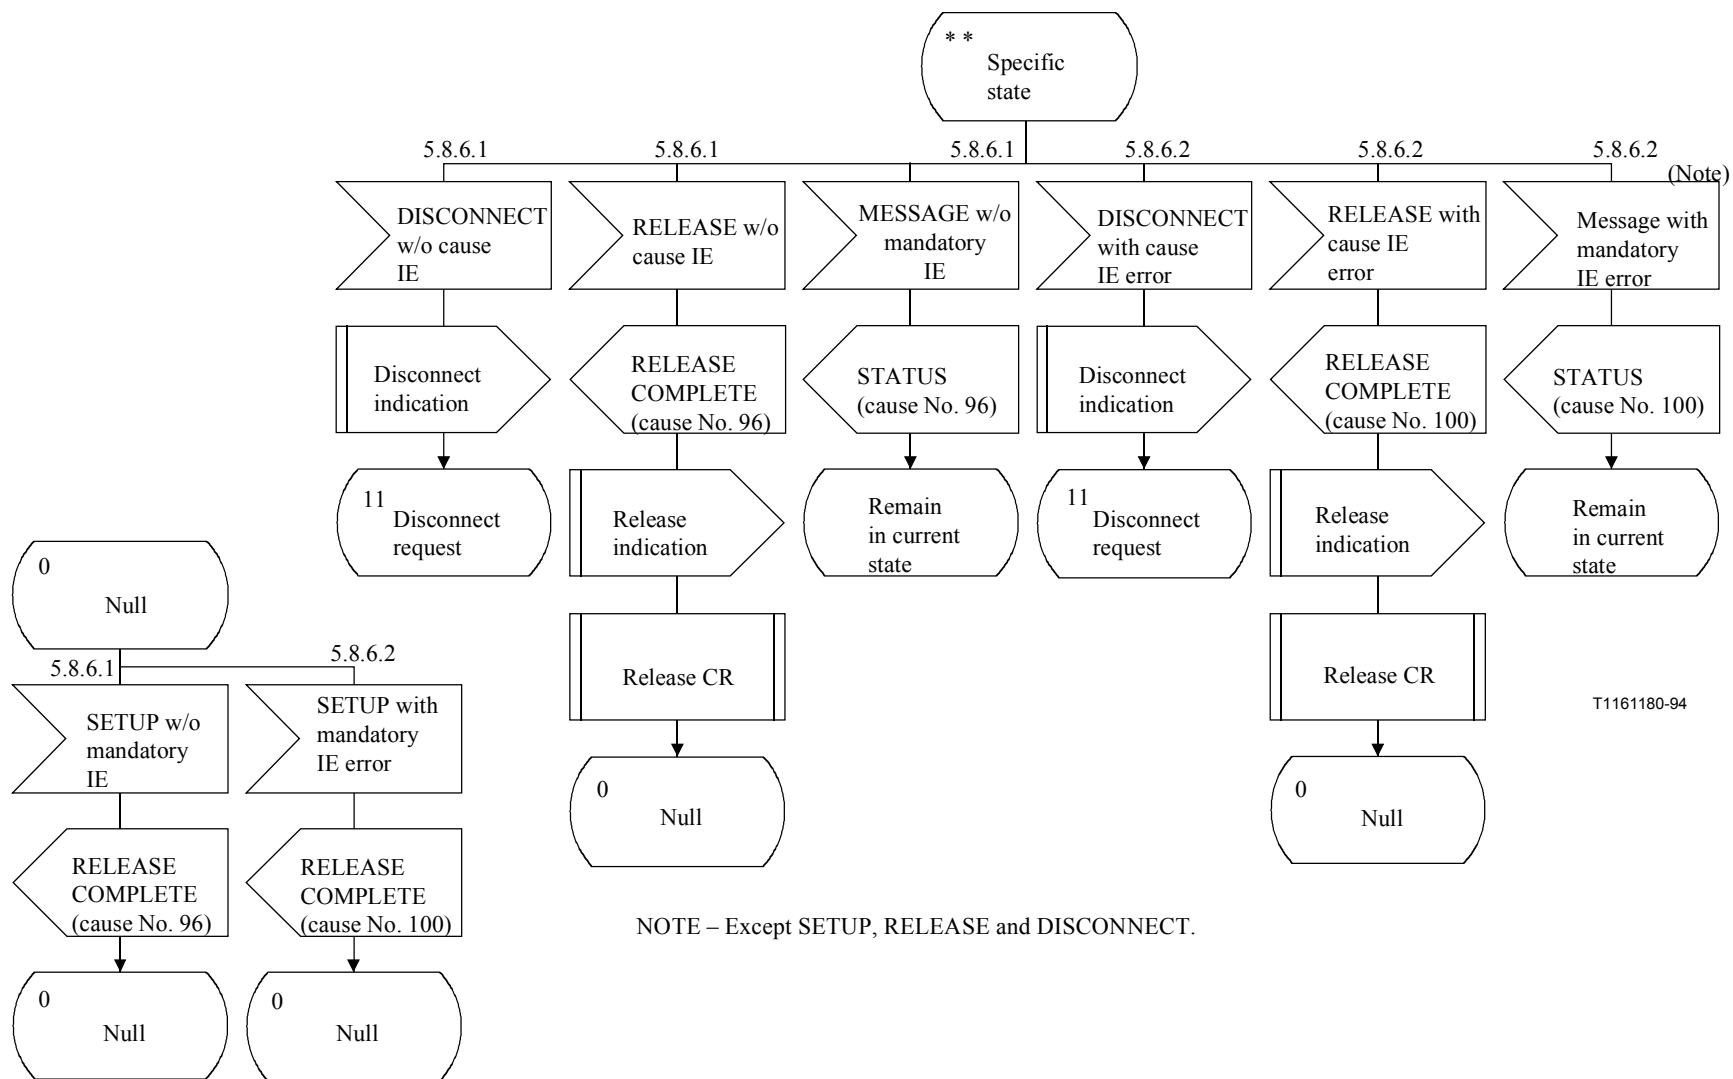 * *
Specific
state
5.8.6.1
5.8.6.1
5.8.6.1
5.8.6.2
5.8.6.2
5.8.6.2
(Note)
DISCONNECT
w/o cause
IE
RELEASE w/o
cause IE
MESSAGE w/o
mandatory
IE
DISCONNECT
with cause
IE error
RELEASE with
cause IE
error
Message with
mandatory
IE error
Disconnect
indication
RELEASE
COMPLETE
(cause No. 96)
STATUS
(cause No. 96)
Disconnect
indication
RELEASE
COMPLETE
(cause No. 100)
STATUS
(cause No. 100)
11
Disconnect
request
Release
indication
Remain
in current
state
11
Disconnect
request
Release
indication
Remain
in current
state
0
Null
5.8.6.1
5.8.6.2
Release CR
Release CR
T1161180-94
SETUP w/o
mandatory
IE
SETUP with
mandatory
IE error
0
Null
0
Null
RELEASE
COMPLETE
(cause No. 96)
RELEASE
COMPLETE
(cause No. 100)
NOTE – Except SETUP, RELEASE and DISCONNECT.
0
Null
0
Null